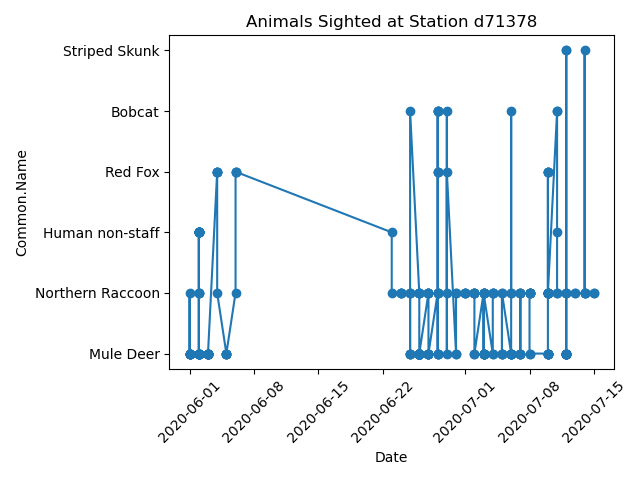 Animals Sighted at Station d71378
Striped Skunk
Bobcat
Red Fox
Human non-staff
Northern Raccoon
Mule Deer
Common.Name
2020-06-01
2020-06-08
2020-06-15
2020-06-22
2020-07-01
2020-07-08
2020-07-15
Date